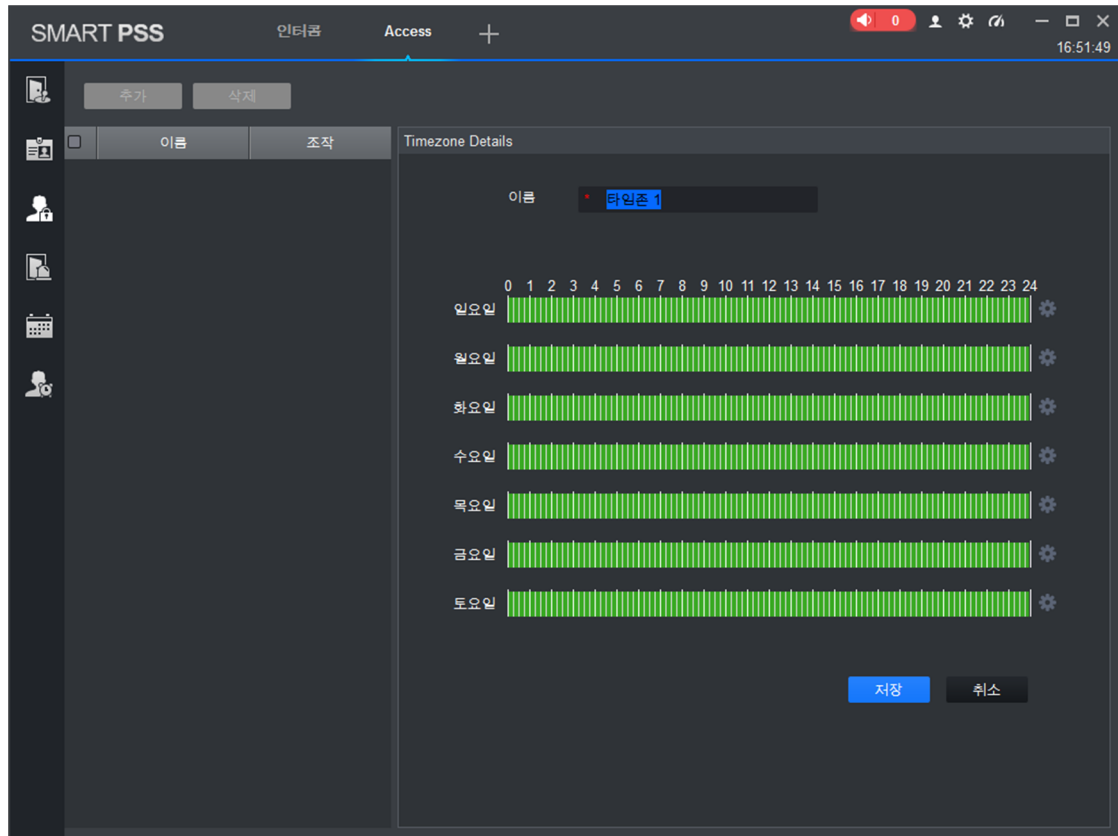 SMART PSS 인터콤 Access 0
16:51:49
추가 삭제
이름 조작 Timezone Details
이름 * 타임존 1
0 1 2 3 4 5 6 7 8 9 10 11 12 13 14 15 16 17 18 19 20 21 22 23 24
일요일
월요일
화요일
수요일
목요일
금요일
토요일
저장 취소